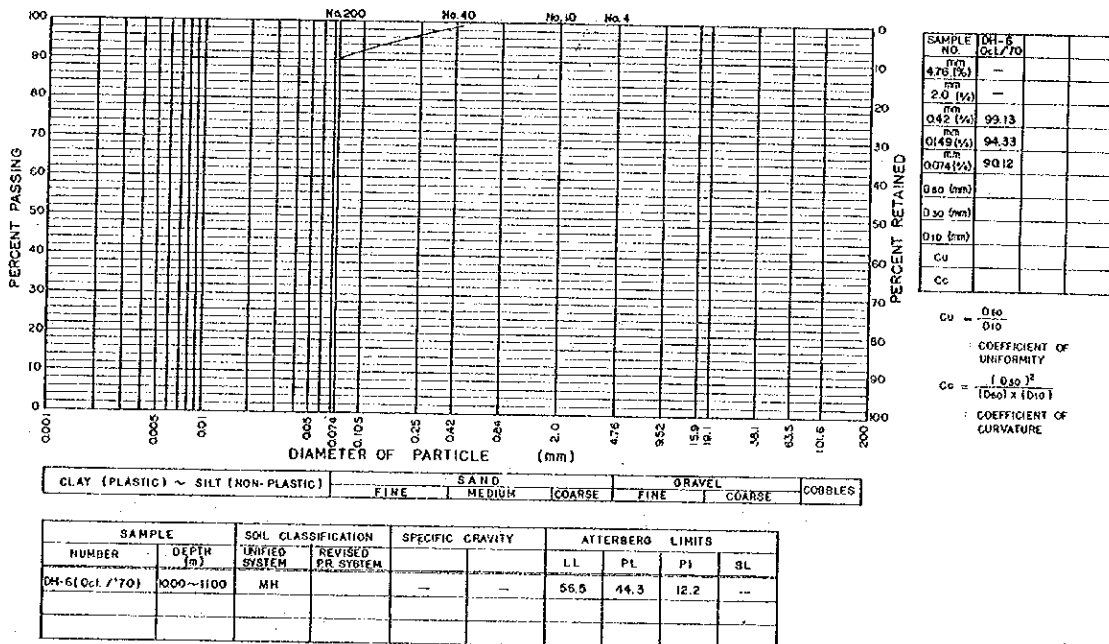 No.200 No.40 No.10 No.4
PERCENT PASSING
100
90
80
70
60
50
40
30
20
10
0
PERCENT RETAINED
0
10
20
30
40
50
60
70
80
90
100
0.001 0.005 0.01 0.05 0.074 0.105 0.25 0.42 0.84 2.0 4.76 9.52 15.9 19.1 38.1 63.5 101.6 200
DIAMETER OF PARTICLE (mm)
CLAY (PLASTIC) ~ SILT (NON-PLASTIC) SAND GRAVEL COBBLES
FINE MEDIUM COARSE FINE COARSE
SAMPLE NO. DH-6 Oct./'70
mm 4.76 (%) —
mm 2.0 (%) —
mm 0.42 (%) 99.13
mm 0.149 (%) 94.33
mm 0.074 (%) 90.12
D60 (mm)
D30 (mm)
D10 (mm)
Cu
Cc
Cu = D60 / D10
: COEFFICIENT OF
UNIFORMITY
Cc = (D30)² / (D60) x (D10)
: COEFFICIENT OF
CURVATURE
SAMPLE SOIL CLASSIFICATION SPECIFIC GRAVITY ATTERBERG LIMITS
NUMBER DEPTH (m) UNIFIED SYSTEM REVISED P.R. SYSTEM LL PL PI SL
DH-6 (Oct. /'70) 10.00~11.00 MH — — 56.5 44.3 12.2 ---